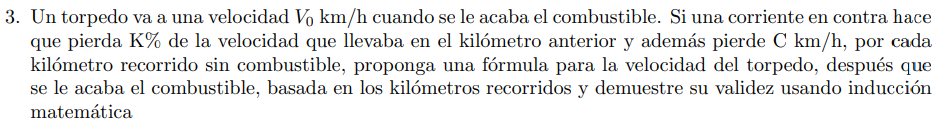 3. Un torpedo va a una velocidad V₀ km/h cuando se le acaba el combustible. Si una corriente en contra hace
que pierda K% de la velocidad que llevaba en el kilómetro anterior y además pierde C km/h, por cada
kilómetro recorrido sin combustible, proponga una fórmula para la velocidad del torpedo, después que
se le acaba el combustible, basada en los kilómetros recorridos y demuestre su validez usando inducción
matemática